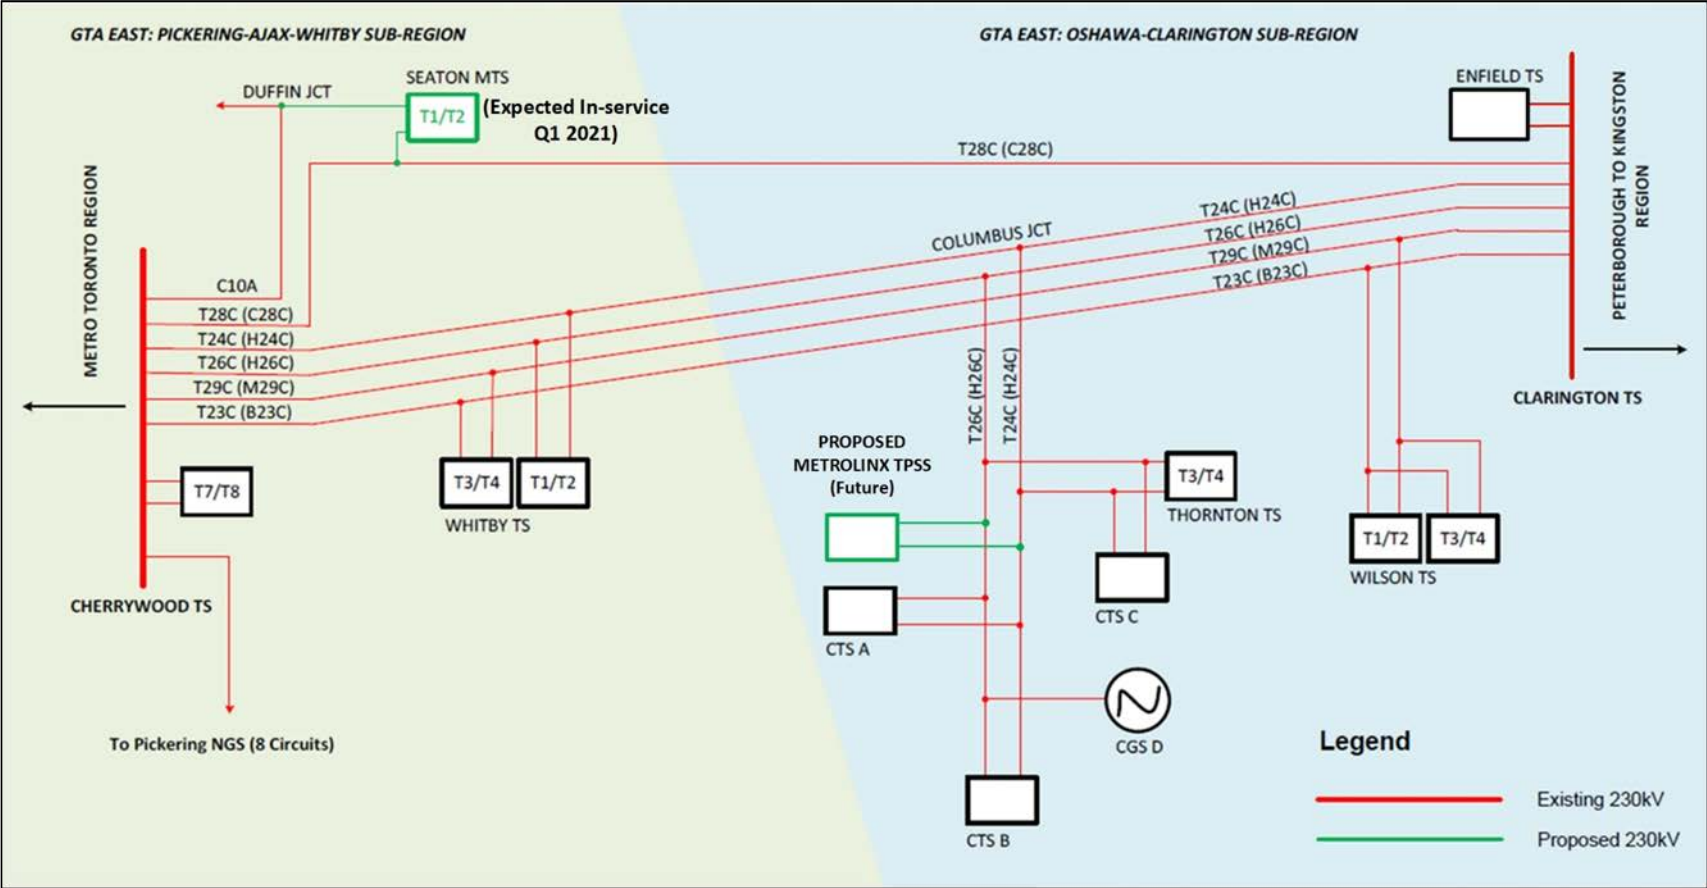 GTA EAST: PICKERING-AJAX-WHITBY SUB-REGION
GTA EAST: OSHAWA-CLARINGTON SUB-REGION
SEATON MTS
DUFFIN JCT
T1/T2
(Expected In-service
Q1 2021)
ENFIELD TS
T28C (C28C)
METRO TORONTO REGION
PETERBOROUGH TO KINGSTON
REGION
T24C (H24C)
COLUMBUS JCT
T26C (H26C)
T29C (M29C)
T23C (B23C)
C10A
T28C (C28C)
T24C (H24C)
T26C (H26C)
T29C (M29C)
T23C (B23C)
T26C (H26C)
T24C (H24C)
CLARINGTON TS
PROPOSED
METROLINX TPSS
(Future)
T7/T8
T3/T4
T1/T2
WHITBY TS
T3/T4
THORNTON TS
T1/T2
T3/T4
WILSON TS
CHERRYWOOD TS
CTS C
CTS A
To Pickering NGS (8 Circuits)
CGS D
CTS B
Legend
Existing 230kV
Proposed 230kV